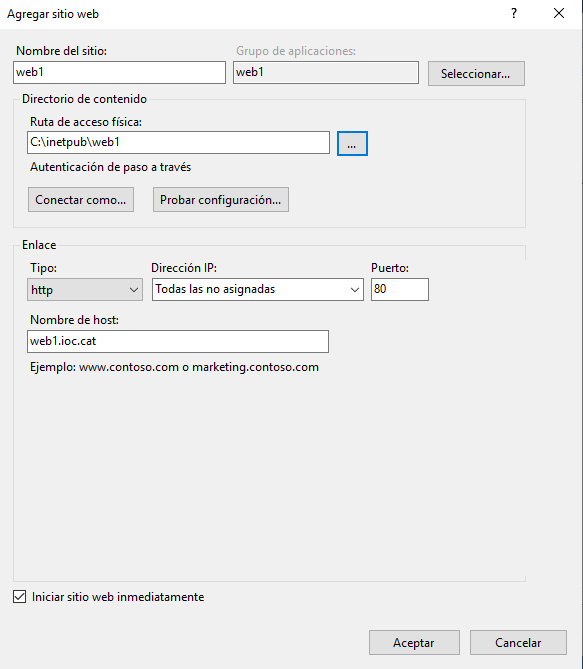 Agregar sitio web
?
Nombre del sitio: Grupo de aplicaciones:
web1 web1 Seleccionar...
Directorio de contenido
Ruta de acceso física:
C:\inetpub\web1 ...
Autenticación de paso a través
Conectar como... Probar configuración...
Enlace
Tipo: Dirección IP: Puerto:
http Todas las no asignadas 80
Nombre de host:
web1.ioc.cat
Ejemplo: www.contoso.com o marketing.contoso.com
Iniciar sitio web inmediatamente
Aceptar Cancelar